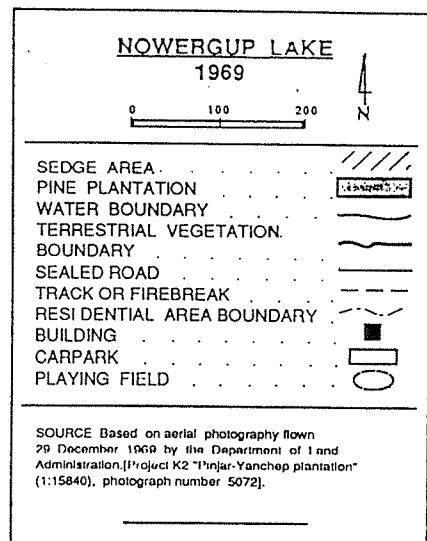 NOWERGUP LAKE
1969
0 100 200
N
SEDGE AREA . . . . . .
PINE PLANTATION . . . .
WATER BOUNDARY . . . .
TERRESTRIAL VEGETATION.
BOUNDARY . . . . . .
SEALED ROAD . . . . .
TRACK OR FIREBREAK . . .
RESIDENTIAL AREA BOUNDARY
BUILDING . . . . . .
CARPARK . . . . . .
PLAYING FIELD . . . . .
SOURCE Based on aerial photography flown
29 December 1969 by the Department of Land
Administration.[Project K2 "Pinjar-Yanchep plantation"
(1:15840), photograph number 5072].